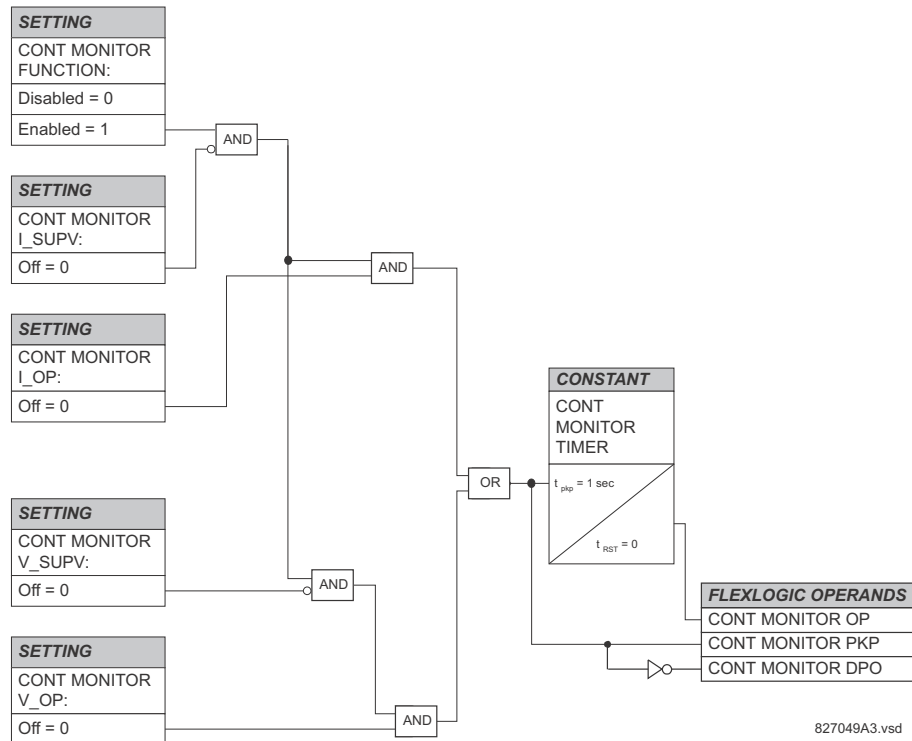 SETTING
CONT MONITOR
FUNCTION:
Disabled = 0
Enabled = 1
AND
SETTING
CONT MONITOR
I_SUPV:
Off = 0
AND
SETTING
CONT MONITOR
I_OP:
Off = 0
CONSTANT
CONT
MONITOR
TIMER
OR
t pkp = 1 sec
t RST = 0
SETTING
CONT MONITOR
V_SUPV:
Off = 0
AND
FLEXLOGIC OPERANDS
CONT MONITOR OP
CONT MONITOR PKP
CONT MONITOR DPO
SETTING
CONT MONITOR
V_OP:
Off = 0
AND
827049A3.vsd